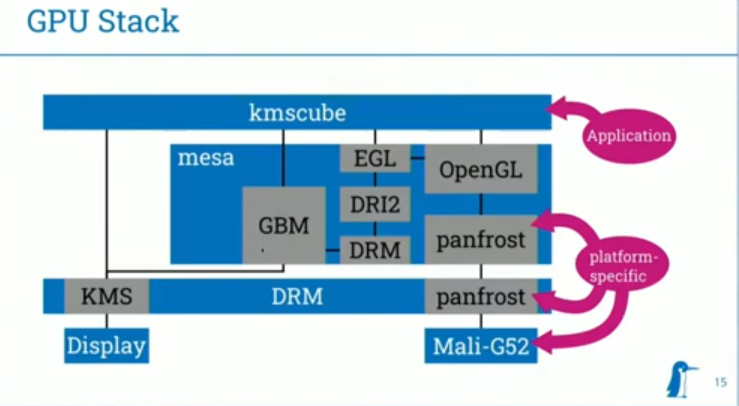 GPU Stack
kmscube
Application
mesa
EGL
OpenGL
DRI2
GBM
DRM
panfrost
platform-
specific
KMS
DRM
panfrost
Display
Mali-G52
15